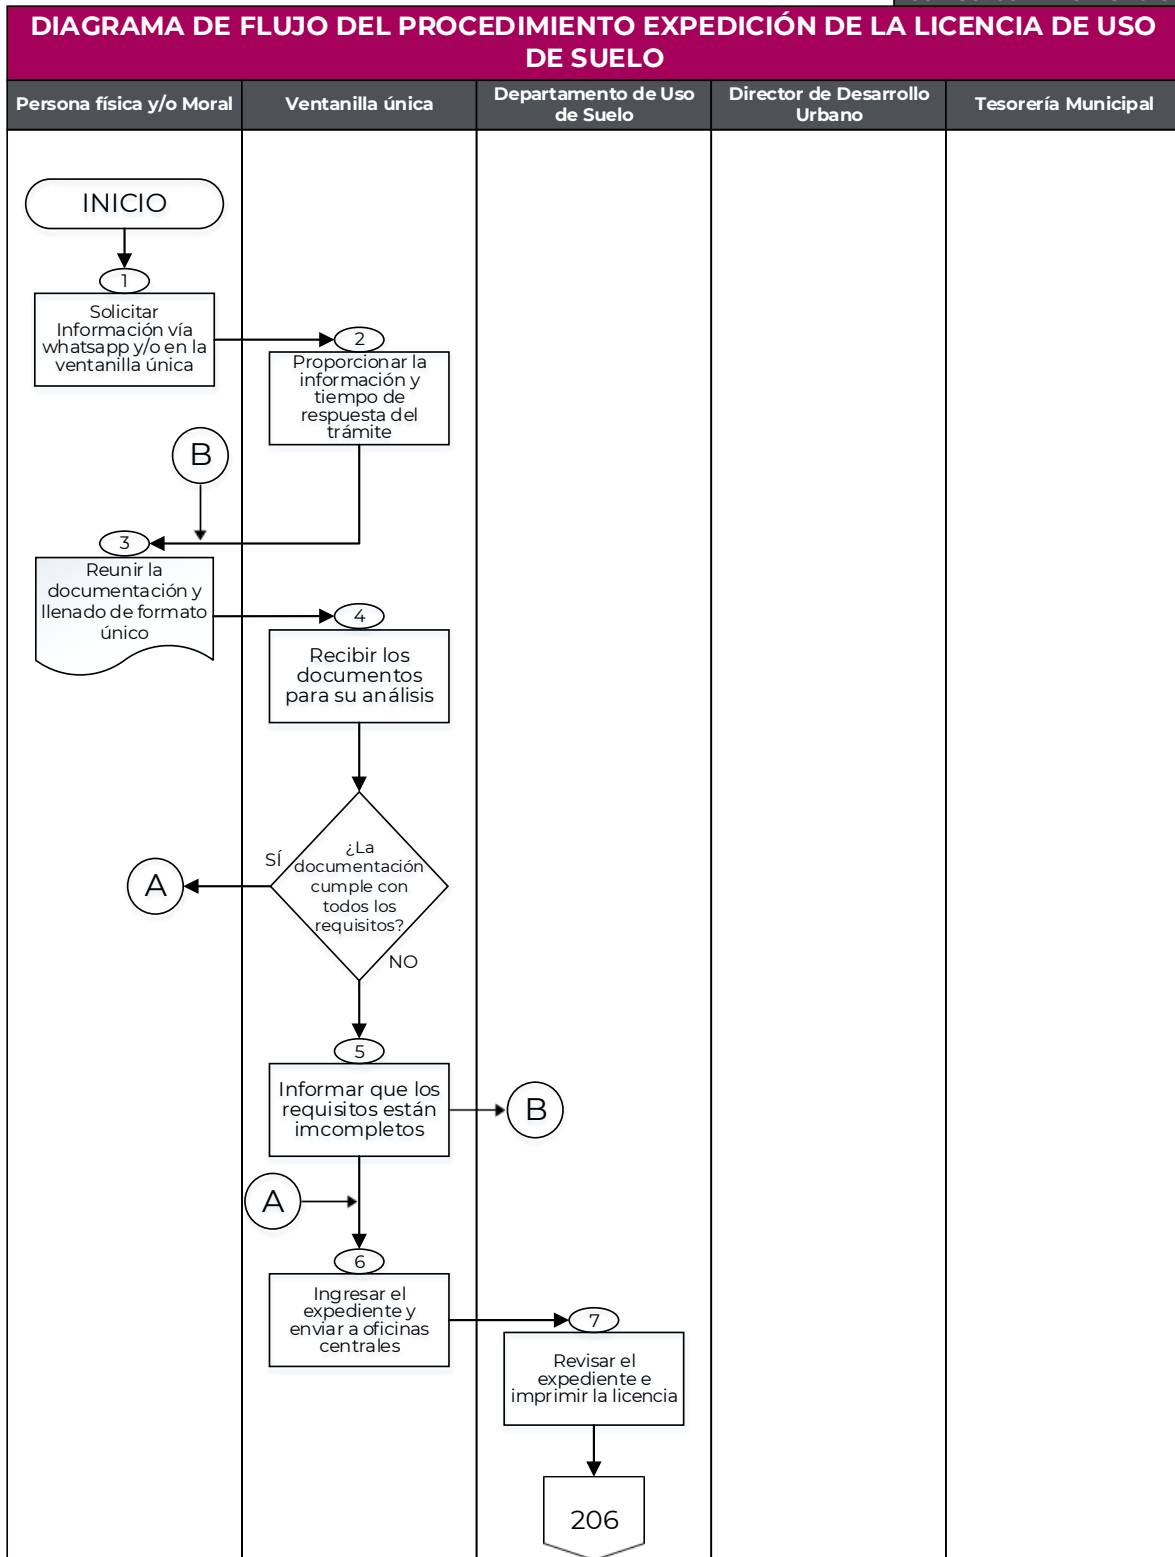 DIAGRAMA DE FLUJO DEL PROCEDIMIENTO EXPEDICIÓN DE LA LICENCIA DE USO
DE SUELO
Persona física y/o Moral
Ventanilla única
Departamento de Uso
de Suelo
Director de Desarrollo
Urbano
Tesorería Municipal
INICIO
1
Solicitar
Información vía
whatsapp y/o en la
ventanilla única
2
Proporcionar la
información y
tiempo de
respuesta del
trámite
B
3
Reunir la
documentación y
llenado de formato
único
4
Recibir los
documentos
para su análisis
¿La
documentación
cumple con
todos los
requisitos?
SÍ
A
NO
5
Informar que los
requisitos están
imcompletos
B
A
6
Ingresar el
expediente y
enviar a oficinas
centrales
7
Revisar el
expediente e
imprimir la licencia
206